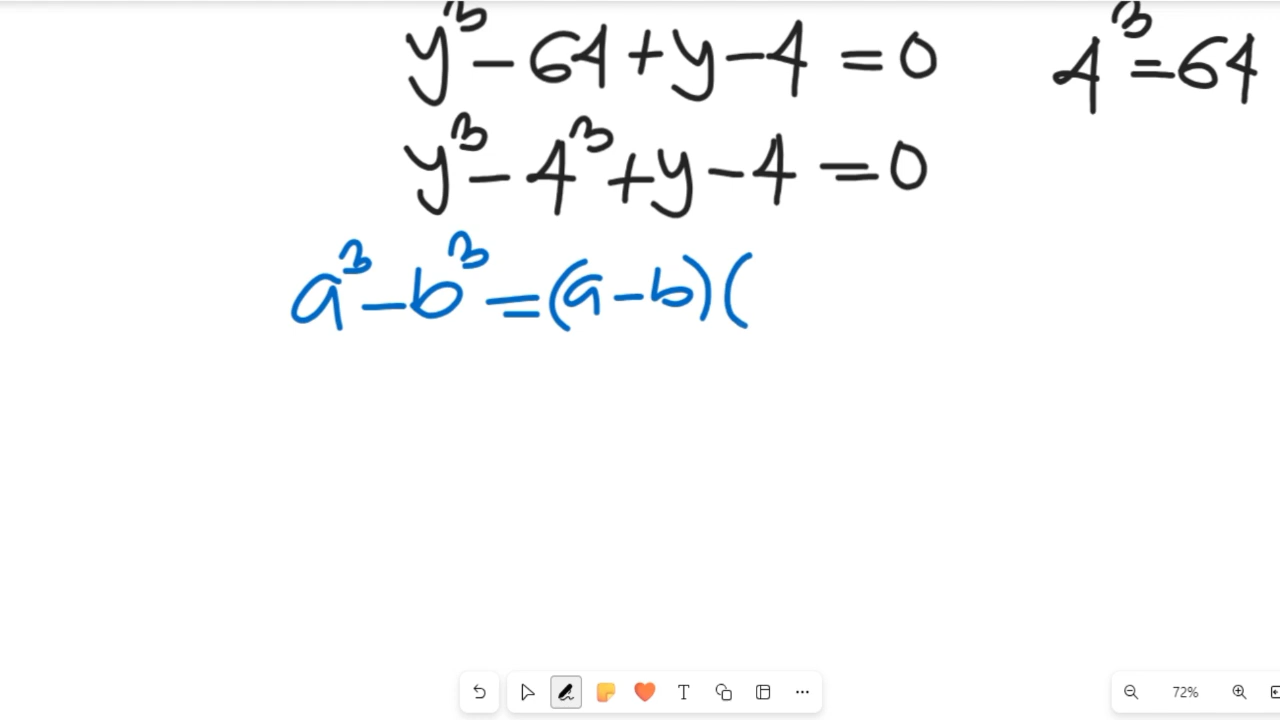 y³ - 64 + y - 4 = 0
4³ = 64
y³ - 4³ + y - 4 = 0
a³ - b³ = (a - b)(
T
72%